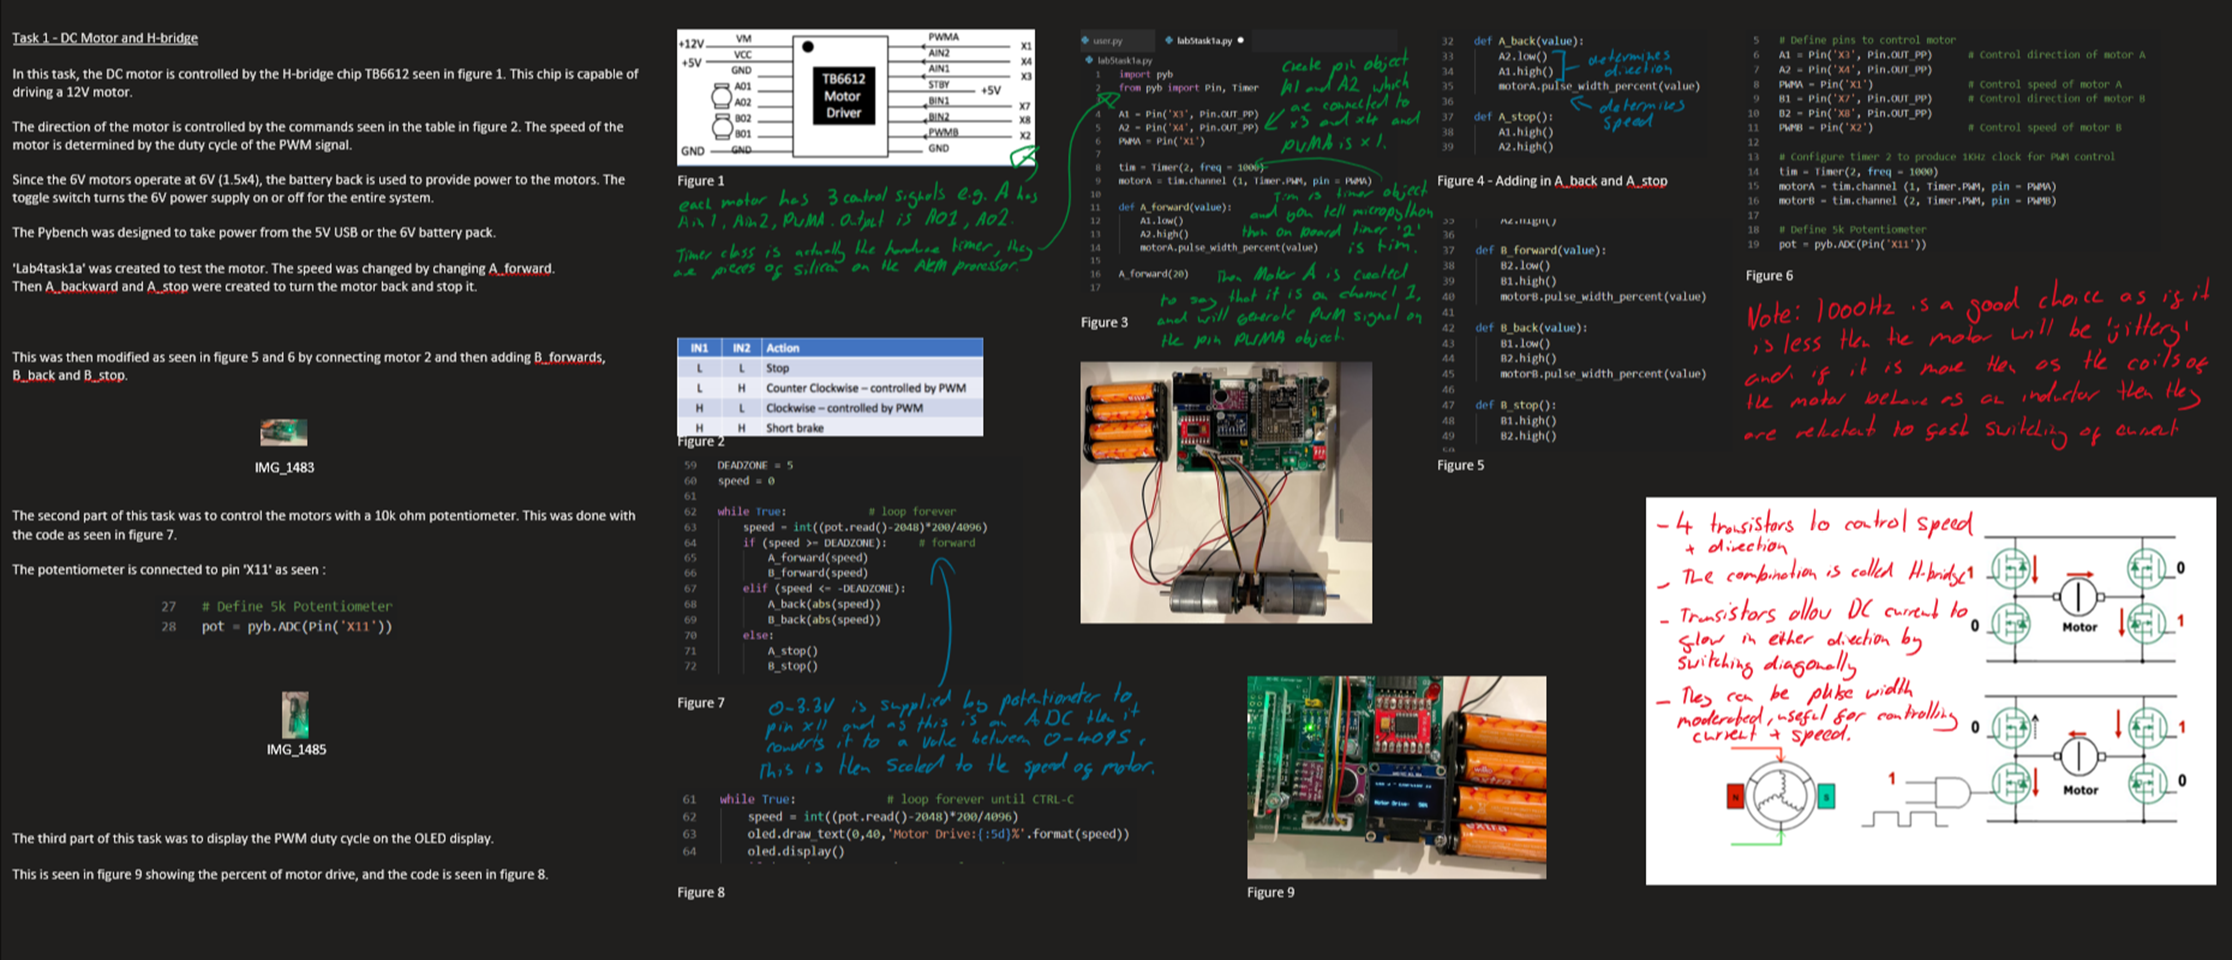 Task 1 - DC Motor and H-bridge
In this task, the DC motor is controlled by the H-bridge chip TB6612 seen in figure 1. This chip is capable of
driving a 12V motor.
The direction of the motor is controlled by the commands seen in the table in figure 2. The speed of the
motor is determined by the duty cycle of the PWM signal.
Since the 6V motors operate at 6V (1.5x4), the battery back is used to provide power to the motors. The
toggle switch turns the 6V power supply on or off for the entire system.
The Pybench was designed to take power from the 5V USB or the 6V battery pack.
'Lab4task1a' was created to test the motor. The speed was changed by changing A_forward.
Then A_backward and A_stop were created to turn the motor back and stop it.
This was then modified as seen in figure 5 and 6 by connecting motor 2 and then adding B_forwards,
B_back and B_stop.
IMG_1483
The second part of this task was to control the motors with a 10k ohm potentiometer. This was done with
the code as seen in figure 7.
The potentiometer is connected to pin 'X11' as seen :
27 # Define 5k Potentiometer
28 pot = pyb.ADC(Pin('X11'))
IMG_1485
The third part of this task was to display the PWM duty cycle on the OLED display.
This is seen in figure 9 showing the percent of motor drive, and the code is seen in figure 8.
+12V
+5V
GND
VM
VCC
GND
AO1
AO2
BO2
BO1
GND
TB6612
Motor
Driver
PWMA
AIN2
AIN1
STBY
BIN1
BIN2
PWMB
GND
X1
X4
X3
+5V
X7
X8
X2
Figure 1
each motor has 3 control signals e.g. A has
Ain1, Ain2, PWMA. Output is AO1, AO2.
Timer class is actually the hardware timer, they
are pieces of silicon on the ARM processor.
IN1 IN2 Action
L L Stop
L H Counter Clockwise – controlled by PWM
H L Clockwise – controlled by PWM
H H Short brake
Figure 2
59 DEADZONE = 5
60 speed = 0
61
62 while True: # loop forever
63 speed = int((pot.read()-2048)*200/4096)
64 if (speed >= DEADZONE): # forward
65 A_forward(speed)
66 B_forward(speed)
67 elif (speed <= -DEADZONE):
68 A_back(abs(speed))
69 B_back(abs(speed))
70 else:
71 A_stop()
72 B_stop()
Figure 7
0-3.3V is supplied by potentiometer to
pin x11 and as this is an ADC then it
converts it to a value between 0-4095.
This is then scaled to the speed of motor.
61 while True: # loop forever until CTRL-C
62 speed = int((pot.read()-2048)*200/4096)
63 oled.draw_text(0,40,'Motor Drive:{:5d}%'.format(speed))
64 oled.display()
Figure 8
user.py lab5task1a.py
lab5task1a.py
1 import pyb
2 from pyb import Pin, Timer
4 A1 = Pin('X3', Pin.OUT_PP)
5 A2 = Pin('X4', Pin.OUT_PP)
6 PWMA = Pin('X1')
7
8 tim = Timer(2, freq = 1000)
9 motorA = tim.channel (1, Timer.PWM, pin = PWMA)
10
11 def A_forward(value):
12 A1.low()
13 A2.high()
14 motorA.pulse_width_percent(value)
15
16 A_forward(20)
17
create pin object
A1 and A2 which
are connected to
x3 and x4 and
PWMA is x1.
Tim is timer object
and you tell micropython
then on board timer '2'
is tim.
Then Motor A is created
to say that it is on channel 1,
and will generate PWM signal on
the pin PWMA object.
Figure 3
32 def A_back(value):
33 A2.low()
34 A1.high()
35 motorA.pulse_width_percent(value)
36
37 def A_stop():
38 A1.high()
39 A2.high()
determines
direction
determines
speed
Figure 4 - Adding in A_back and A_stop
35 A2.high()
36
37 def B_forward(value):
38 B2.low()
39 B1.high()
40 motorB.pulse_width_percent(value)
41
42 def B_back(value):
43 B1.low()
44 B2.high()
45 motorB.pulse_width_percent(value)
46
47 def B_stop():
48 B1.high()
49 B2.high()
Figure 5
5 # Define pins to control motor
6 A1 = Pin('X3', Pin.OUT_PP) # Control direction of motor A
7 A2 = Pin('X4', Pin.OUT_PP)
8 PWMA = Pin('X1') # Control speed of motor A
9 B1 = Pin('X7', Pin.OUT_PP) # Control direction of motor B
10 B2 = Pin('X8', Pin.OUT_PP)
11 PWMB = Pin('X2') # Control speed of motor B
12
13 # Configure timer 2 to produce 1KHz clock for PWM control
14 tim = Timer(2, freq = 1000)
15 motorA = tim.channel (1, Timer.PWM, pin = PWMA)
16 motorB = tim.channel (2, Timer.PWM, pin = PWMB)
17
18 # Define 5k Potentiometer
19 pot = pyb.ADC(Pin('X11'))
Figure 6
Note: 1000Hz is a good choice as if it
is less then the motor will be 'jittery'
and if it is more then as the coils of
the motor behave as an inductor then they
are reluctant to fast switching of current
Figure 9
- 4 transistors to control speed
+ direction
- The combination is called H-bridge
- Transistors allow DC current to
flow in either direction by
switching diagonally
- They can be pulse width
moderated, useful for controlling
current + speed.
1
0
0
1
Motor
0
1
1
0
Motor
N
S